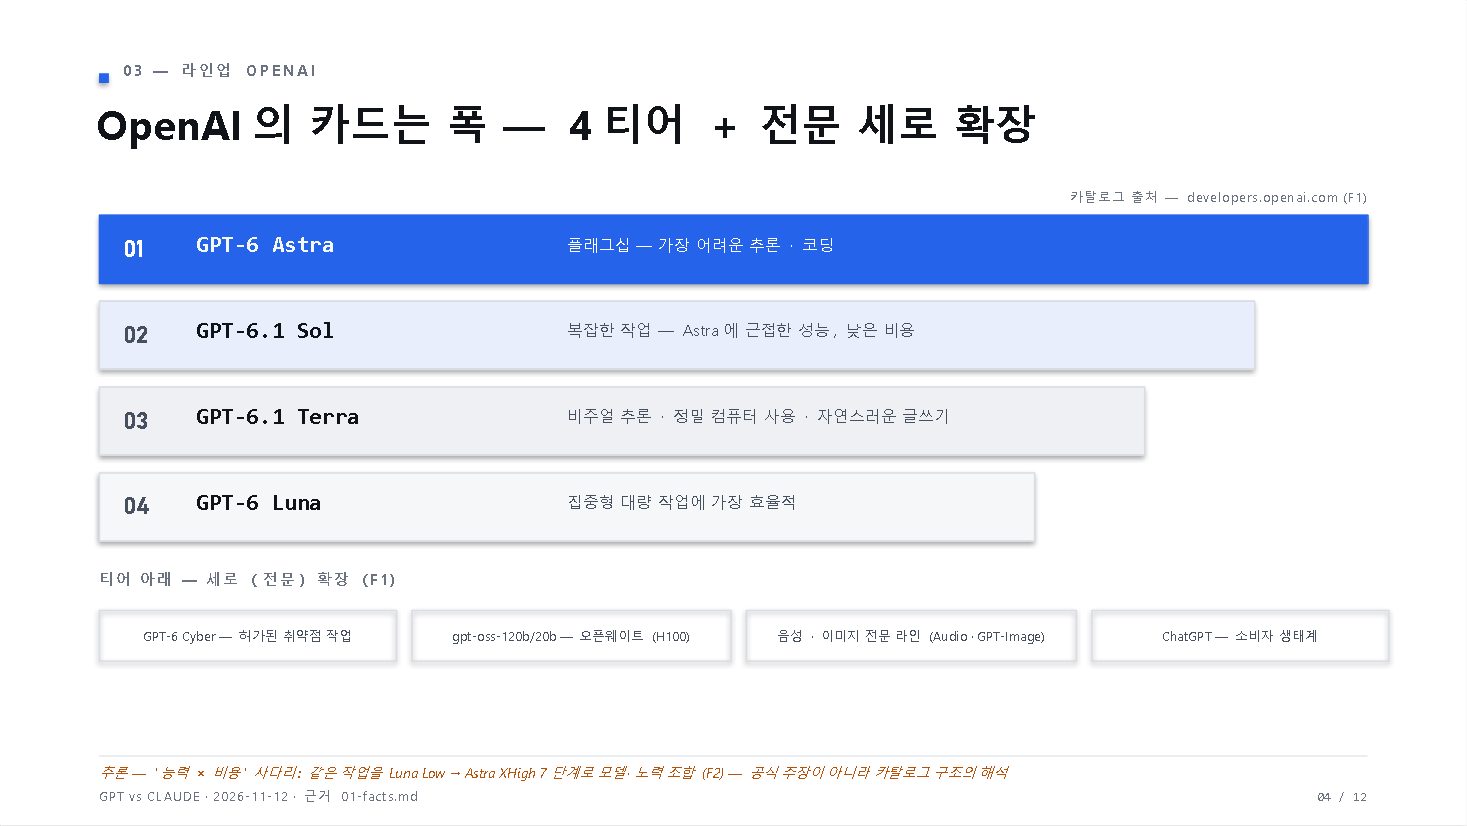 03 — 라인업 OPENAI
OpenAI 의 카드는 폭 — 4 티어 + 전문 세로 확장
카탈로그 출처 — developers.openai.com (F1)
01 GPT-6 Astra 플래그십 — 가장 어려운 추론 · 코딩
02 GPT-6.1 Sol 복잡한 작업 — Astra 에 근접한 성능, 낮은 비용
03 GPT-6.1 Terra 비주얼 추론 · 정밀 컴퓨터 사용 · 자연스러운 글쓰기
04 GPT-6 Luna 집중형 대량 작업에 가장 효율적
티어 아래 — 세로 (전문) 확장 (F1)
GPT-6 Cyber — 허가된 취약점 작업
gpt-oss-120b/20b — 오픈웨이트 (H100)
음성 · 이미지 전문 라인 (Audio · GPT-Image)
ChatGPT — 소비자 생태계
추론 — '능력 × 비용' 사다리: 같은 작업을 Luna Low → Astra XHigh 7 단계로 모델· 노력 조합 (F2) — 공식 주장이 아니라 카탈로그 구조의 해석
GPT vs CLAUDE · 2026-11-12 · 근거 01-facts.md
04 / 12